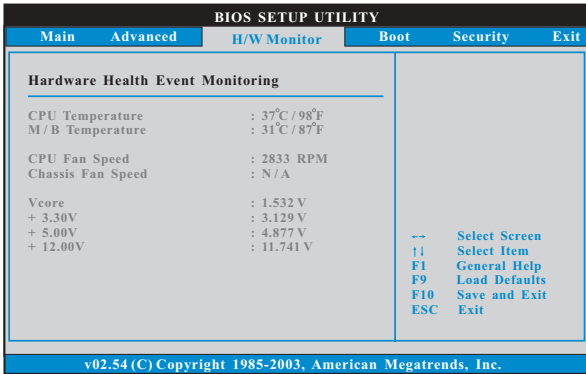 BIOS SETUP UTILITY
Main Advanced H/W Monitor Boot Security Exit
Hardware Health Event Monitoring
CPU Temperature : 37°C / 98°F
M / B Temperature : 31°C / 87°F
CPU Fan Speed : 2833 RPM
Chassis Fan Speed : N / A
Vcore : 1.532 V
+ 3.30V : 3.129 V
+ 5.00V : 4.877 V
+ 12.00V : 11.741 V
←→ Select Screen
↑↓ Select Item
F1 General Help
F9 Load Defaults
F10 Save and Exit
ESC Exit
v02.54 (C) Copyright 1985-2003, American Megatrends, Inc.